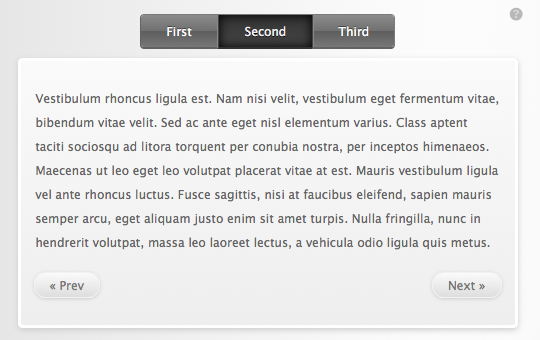 ?
First Second Third
Vestibulum rhoncus ligula est. Nam nisi velit, vestibulum eget fermentum vitae,
bibendum vitae velit. Sed ac ante eget nisl elementum varius. Class aptent
taciti sociosqu ad litora torquent per conubia nostra, per inceptos himenaeos.
Maecenas ut leo eget leo volutpat placerat vitae at est. Mauris vestibulum ligula
vel ante rhoncus luctus. Fusce sagittis, nisi at faucibus eleifend, sapien mauris
semper arcu, eget aliquam justo enim sit amet turpis. Nulla fringilla, nunc in
hendrerit volutpat, massa leo laoreet lectus, a vehicula odio ligula quis metus.
« Prev Next »